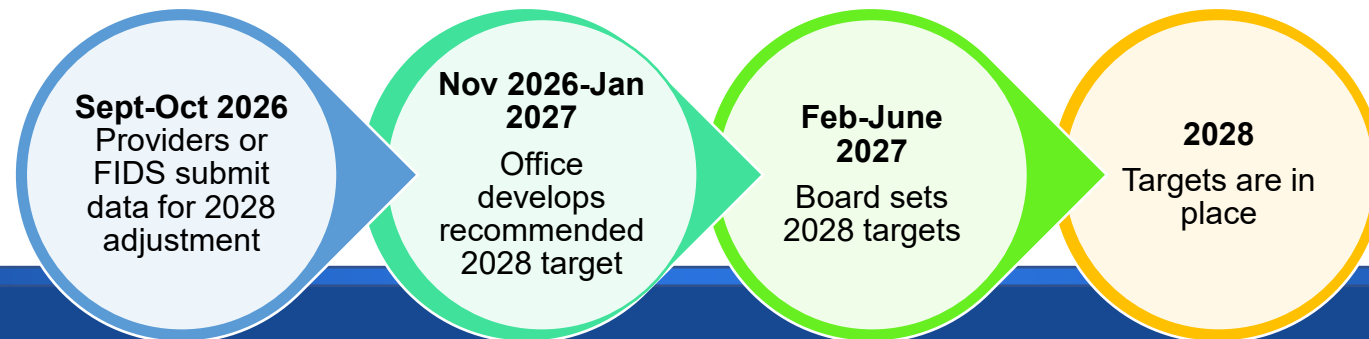 Sept-Oct 2026
Providers or
FIDS submit
data for 2028
adjustment
Nov 2026-Jan
2027
Office
develops
recommended
2028 target
Feb-June
2027
Board sets
2028 targets
2028
Targets are in
place